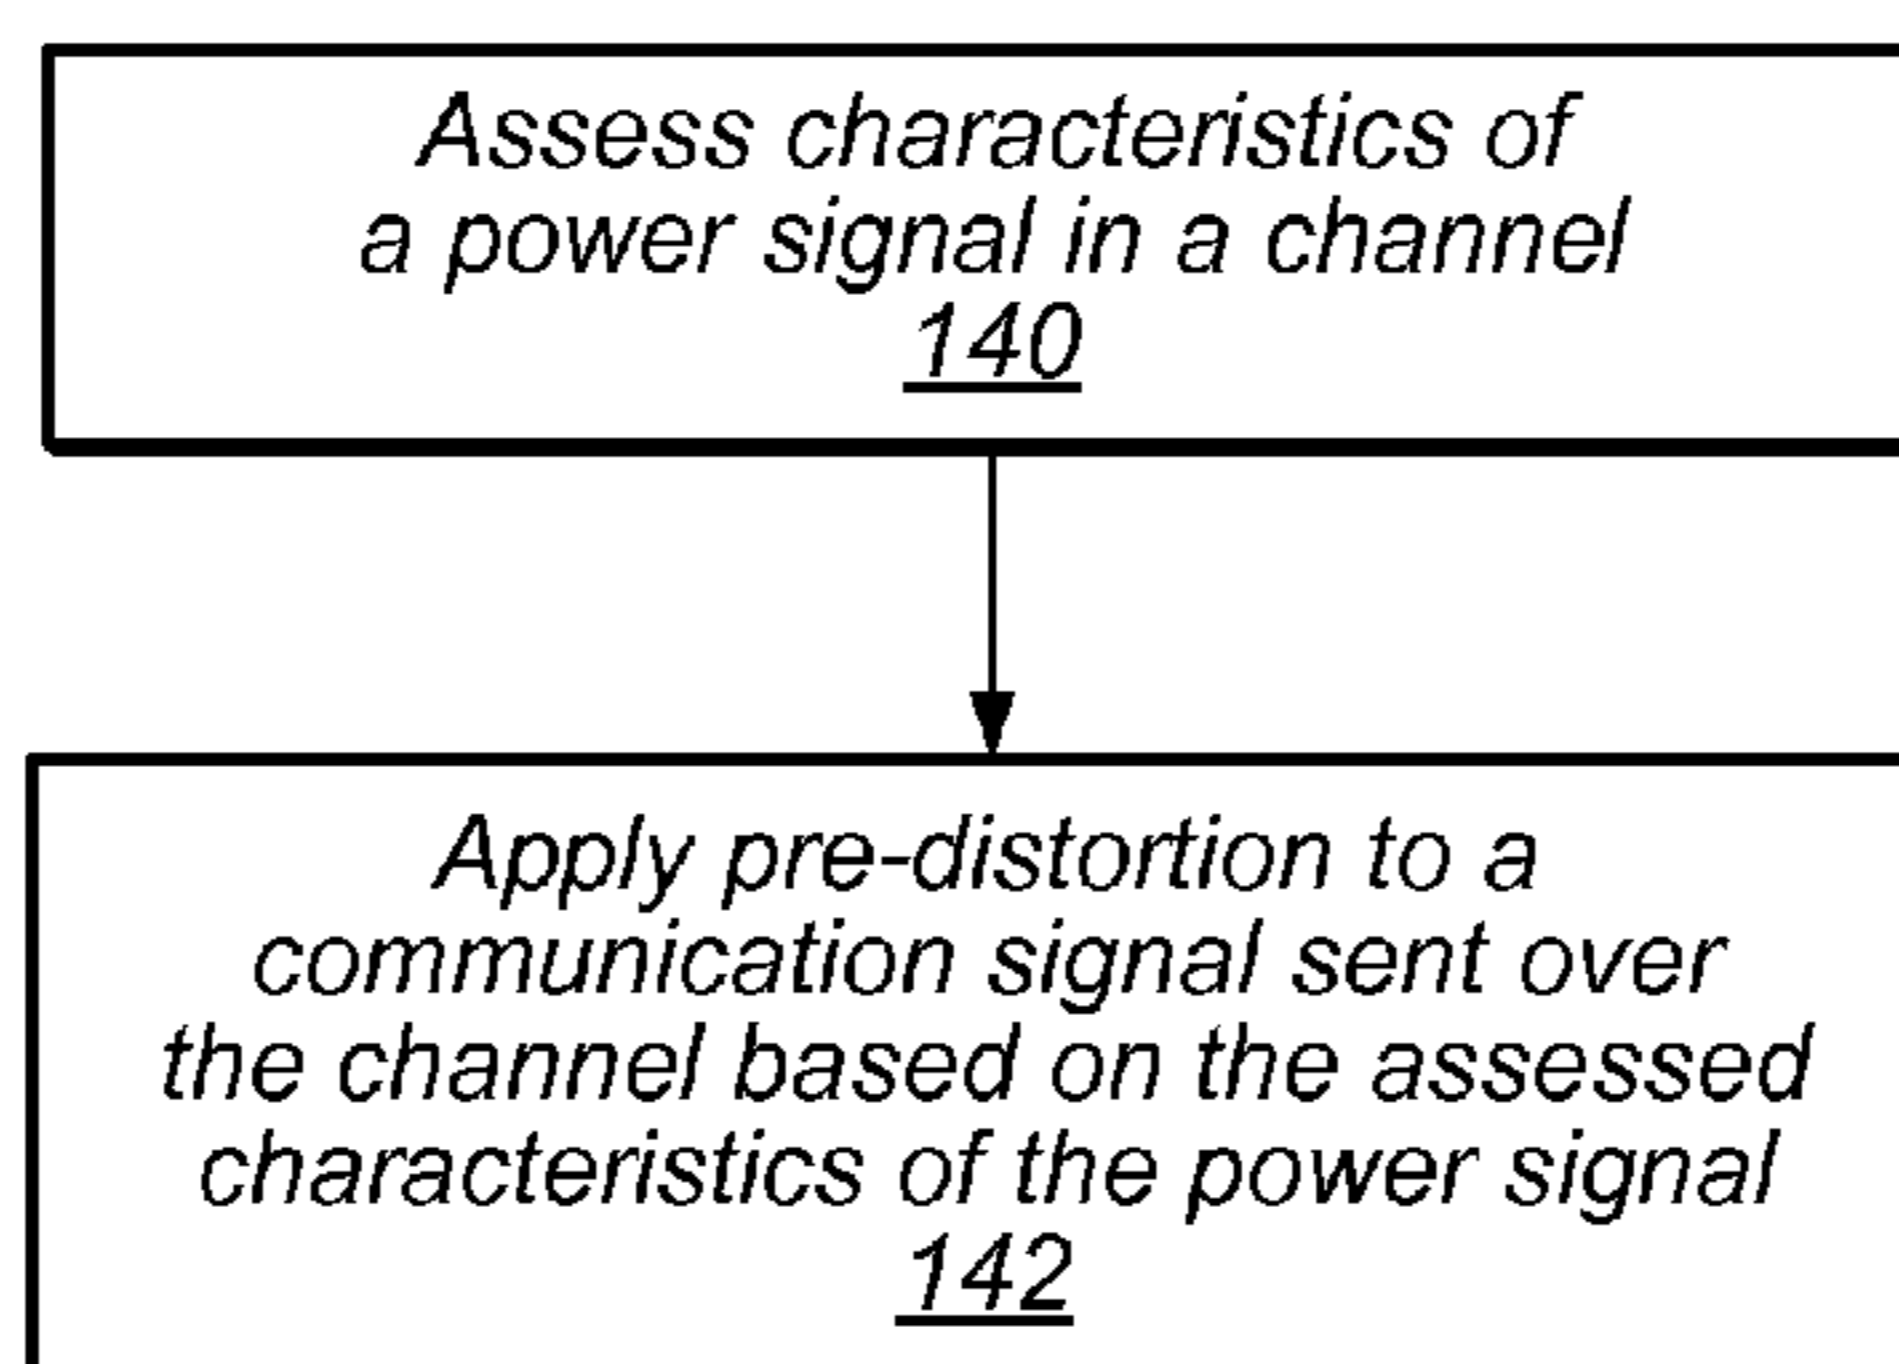 Assess characteristics of
a power signal in a channel
140
Apply pre-distortion to a
communication signal sent over
the channel based on the assessed
characteristics of the power signal
142